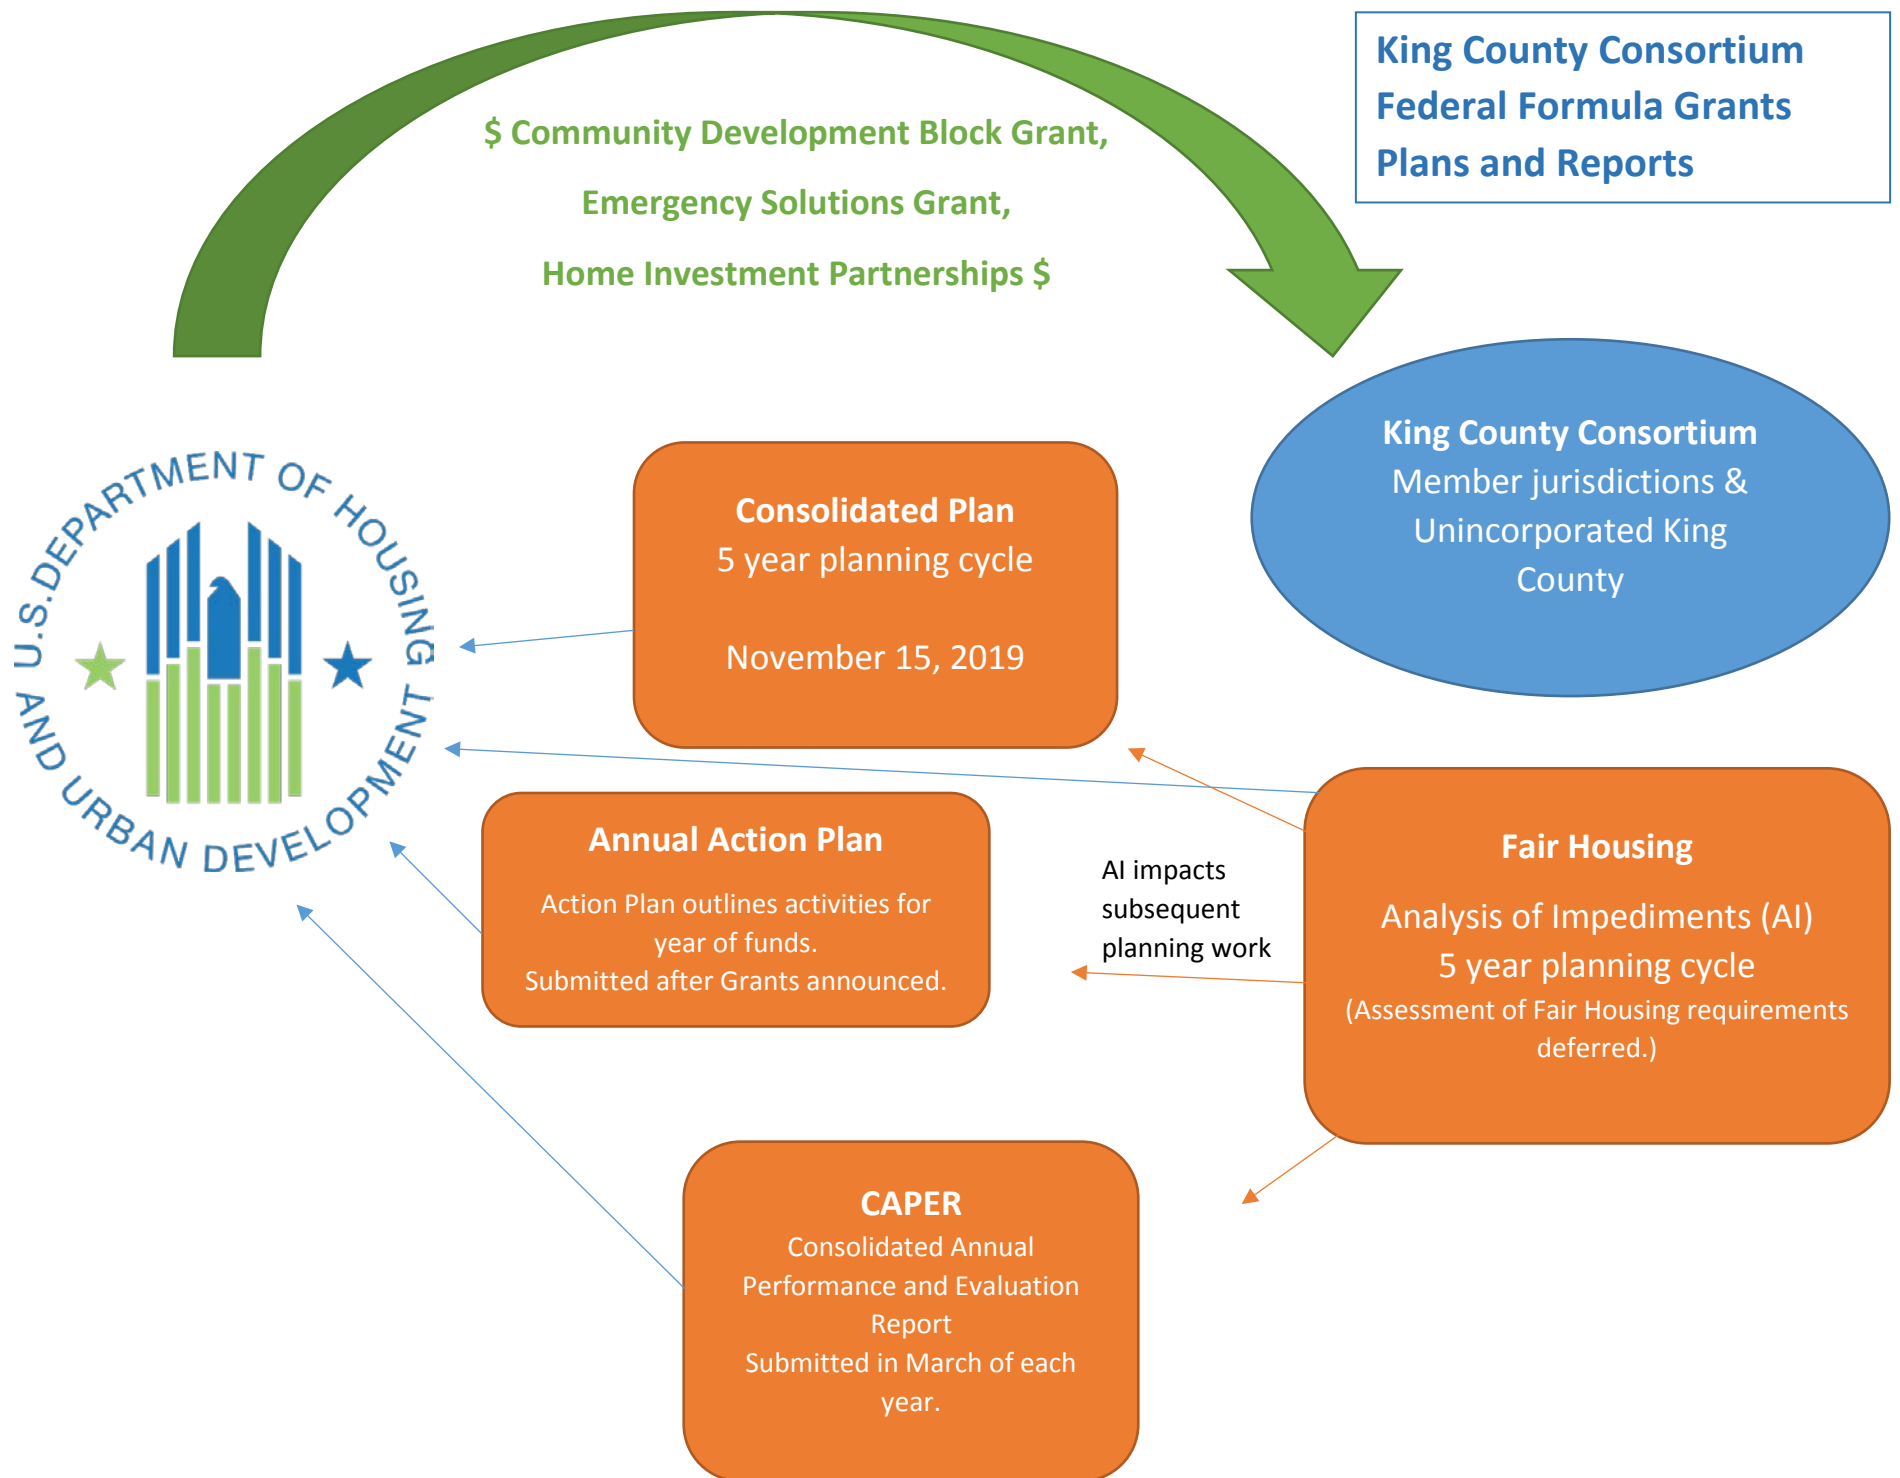 King County Consortium
Federal Formula Grants
Plans and Reports
$ Community Development Block Grant,
Emergency Solutions Grant,
Home Investment Partnerships $
King County Consortium
Member jurisdictions &
Unincorporated King
County
U.S.DEPARTMENT OF HOUSING
AND URBAN DEVELOPMENT
Consolidated Plan
5 year planning cycle
November 15, 2019
Annual Action Plan
Action Plan outlines activities for
year of funds.
Submitted after Grants announced.
AI impacts
subsequent
planning work
Fair Housing
Analysis of Impediments (AI)
5 year planning cycle
(Assessment of Fair Housing requirements
deferred.)
CAPER
Consolidated Annual
Performance and Evaluation
Report
Submitted in March of each
year.